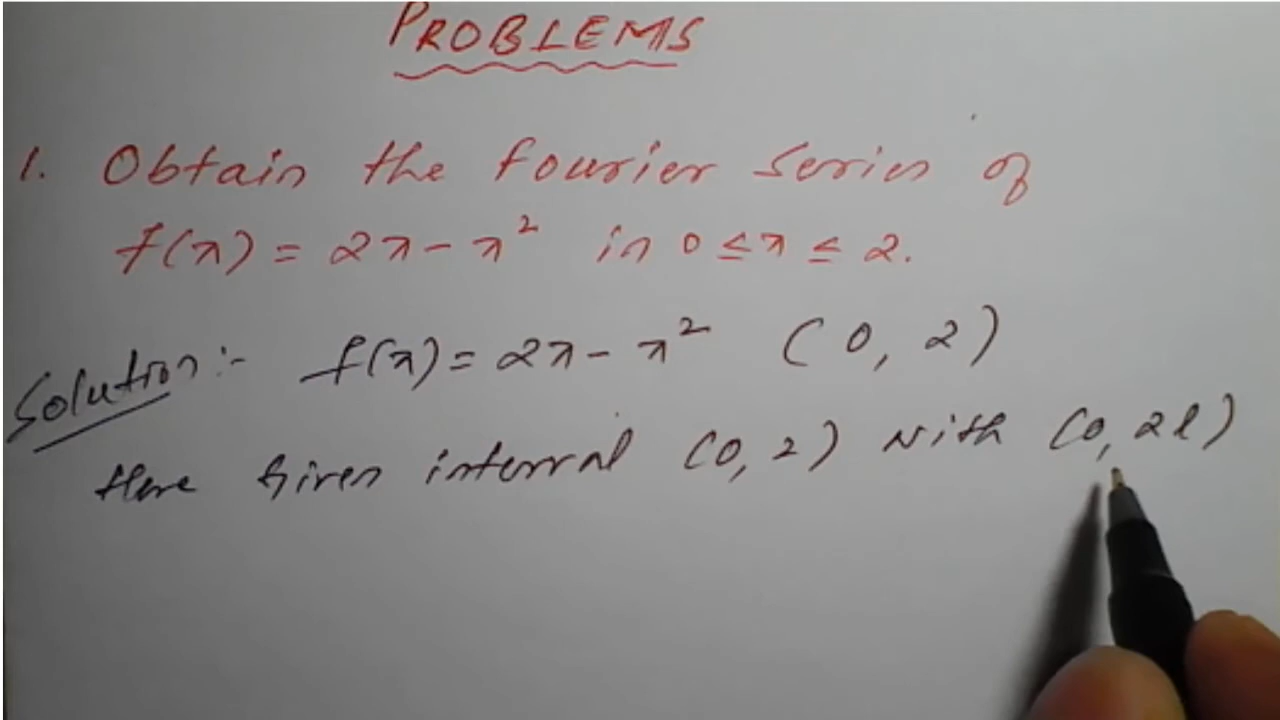 PROBLEMS
1. Obtain the fourier series of
f(x) = 2x - x² in 0 ≤ x ≤ 2.
Solution:- f(x) = 2x - x² (0, 2)
Here Given interval (0, 2) with (0, 2l)